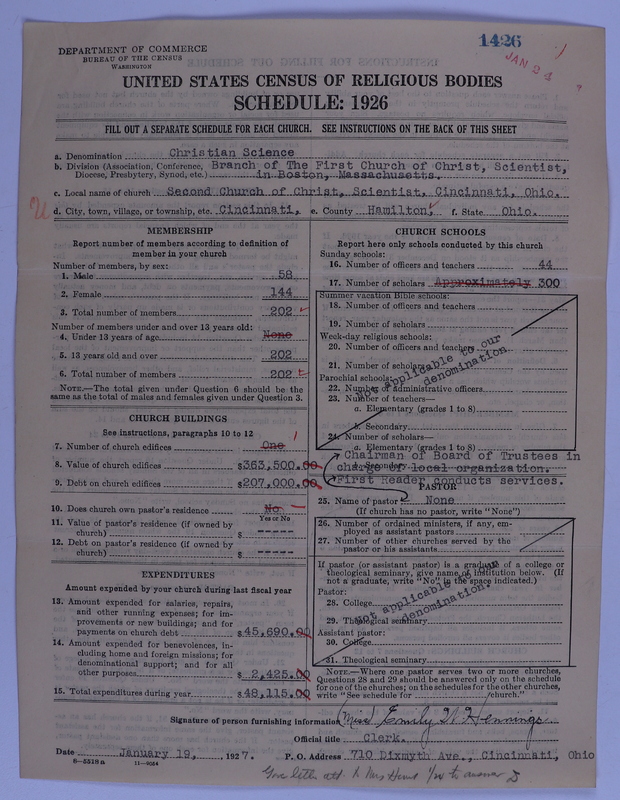 DEPARTMENT OF COMMERCE
BUREAU OF THE CENSUS
WASHINGTON
1426
JAN 24
UNITED STATES CENSUS OF RELIGIOUS BODIES
SCHEDULE: 1926
FILL OUT A SEPARATE SCHEDULE FOR EACH CHURCH. SEE INSTRUCTIONS ON THE BACK OF THIS SHEET
a. Denomination Christian Science
b. Division (Association, Conference, Diocese, Presbytery, Synod, etc.) Branch of The First Church of Christ, Scientist, in Boston, Massachusetts.
c. Local name of church Second Church of Christ, Scientist, Cincinnati, Ohio.
d. City, town, village, or township, etc. Cincinnati, e. County Hamilton, f. State Ohio.
MEMBERSHIP
Report number of members according to definition of
member in your church
Number of members, by sex:
1. Male 58
2. Female 144
3. Total number of members 202
Number of members under and over 13 years old:
4. Under 13 years of age None
5. 13 years old and over 202
6. Total number of members 202
NOTE.—The total given under Question 6 should be
same as the total of males and females given under Question 3.
CHURCH BUILDINGS
See instructions, paragraphs 10 to 12
7. Number of church edifices One 1
8. Value of church edifices $363,500.00
9. Debt on church edifices $207,000.00
10. Does church own pastor's residence No
Yes or No
11. Value of pastor's residence (if owned by
church) $ -----
12. Debt on pastor's residence (if owned by
church) $ -----
EXPENDITURES
Amount expended by your church during last fiscal year
13. Amount expended for salaries, repairs,
and other running expenses; for im-
provements or new buildings; and for
payments on church debt $45,690.00
14. Amount expended for benevolences, in-
cluding home and foreign missions; for
denominational support; and for all
other purposes $2,425.00
15. Total expenditures during year $48,115.00
CHURCH SCHOOLS
Report here only schools conducted by this church
Sunday schools:
16. Number of officers and teachers 44
17. Number of scholars Approximately 300
Summer vacation Bible schools:
18. Number of officers and teachers
19. Number of scholars
Week-day religious schools:
20. Number of officers and teachers
21. Number of scholars
Not applicable to our
denomination.
Parochial schools:
22. Number of administrative officers
23. Number of teachers—
a. Elementary (grades 1 to 8)
b. Secondary
24. Number of scholars—
a. Elementary (grades 1 to 8)
b. Secondary
Chairman of Board of Trustees in
charge of local organization.
First Reader conducts services.
PASTOR
25. Name of pastor None
(If church has no pastor, write "None")
26. Number of ordained ministers, if any, em-
ployed as assistant pastors
27. Number of other churches served by the
pastor or his assistants
If pastor (or assistant pastor) is a graduate of a college or
theological seminary, give name of institution below. (If
not a graduate, write "No" in the space indicated.)
Pastor:
28. College
29. Theological seminary
Not applicable to our
denomination.
Assistant pastor:
30. College
31. Theological seminary
NOTE.—Where one pastor serves two or more churches,
Questions 28 and 29 should be answered only on the schedule
for one of the churches; on the schedules for the other churches,
write "See schedule for church."
Signature of person furnishing information (Miss) Emily W. Hennings
Official title Clerk.
Date January 19, 1927. P. O. Address 710 Dixmyth Ave., Cincinnati, Ohio
8—5518a 11—9054